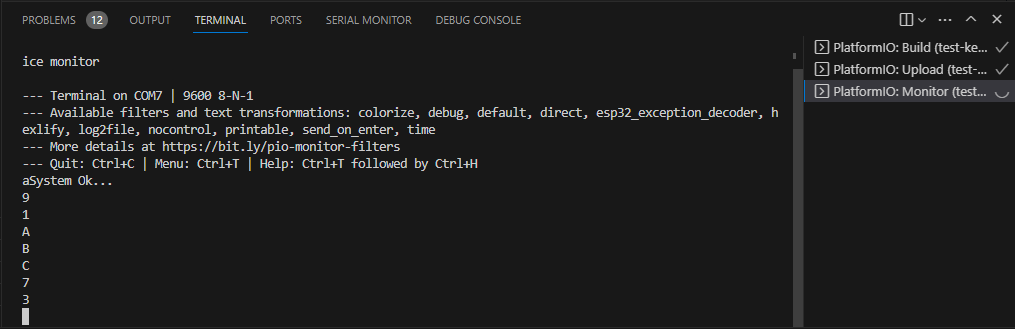 PROBLEMS 12 OUTPUT TERMINAL PORTS SERIAL MONITOR DEBUG CONSOLE
ice monitor
--- Terminal on COM7 | 9600 8-N-1
--- Available filters and text transformations: colorize, debug, default, direct, esp32_exception_decoder, h
exlify, log2file, nocontrol, printable, send_on_enter, time
--- More details at https://bit.ly/pio-monitor-filters
--- Quit: Ctrl+C | Menu: Ctrl+T | Help: Ctrl+T followed by Ctrl+H
aSystem Ok...
9
1
A
B
C
7
3
PlatformIO: Build (test-ke...
PlatformIO: Upload (test-...
PlatformIO: Monitor (test...